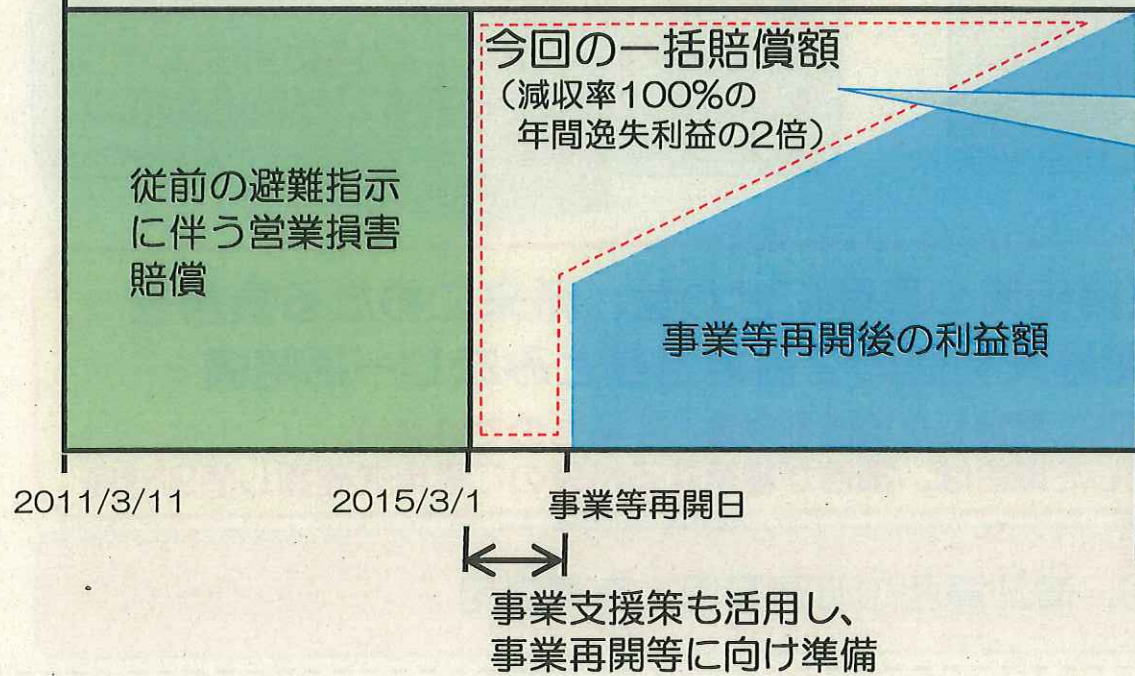 今回の一括賠償額
（減収率100%の
年間逸失利益の2倍）
従前の避難指示
に伴う営業損害
賠償
事業等再開後の利益額
2011/3/11
2015/3/1
事業等再開日
事業支援策も活用し、
事業再開等に向け準備